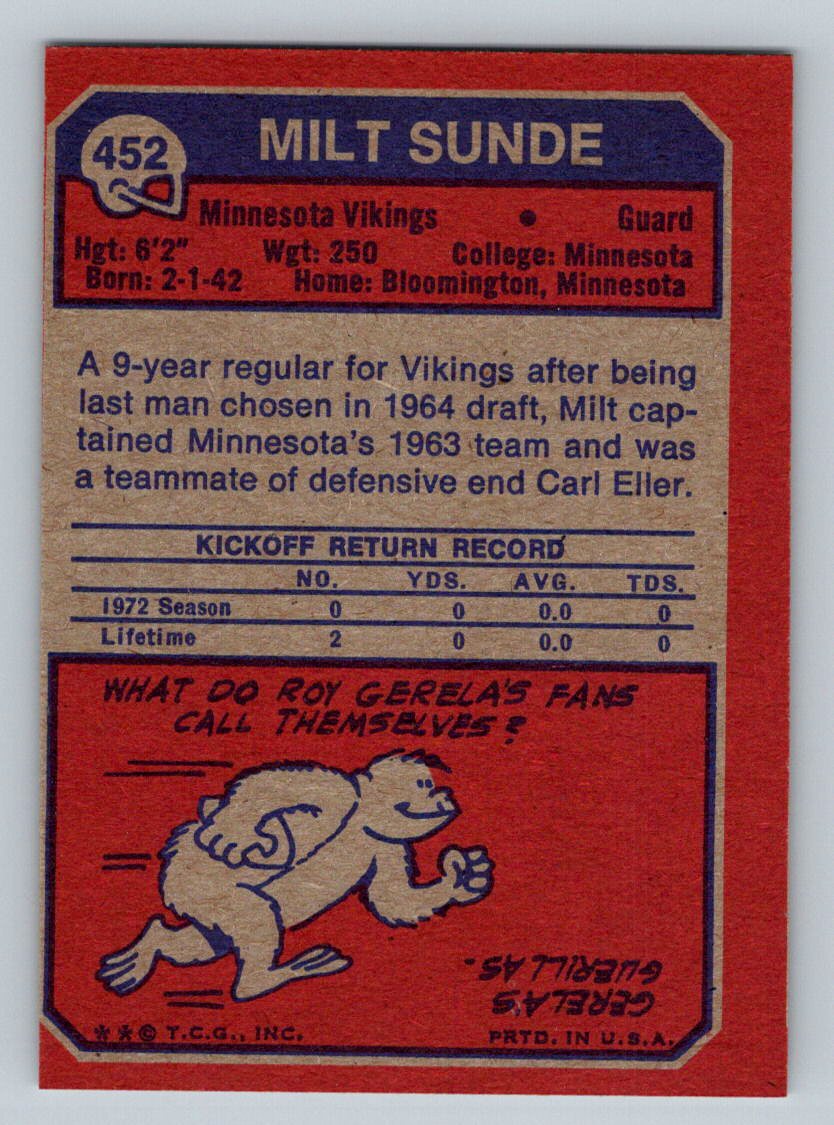 452
MILT SUNDE
Minnesota Vikings • Guard
Hgt: 6'2" Wgt: 250 College: Minnesota
Born: 2-1-42 Home: Bloomington, Minnesota
A 9-year regular for Vikings after being
last man chosen in 1964 draft, Milt cap-
tained Minnesota's 1963 team and was
a teammate of defensive end Carl Eller.
KICKOFF RETURN RECORD
NO. YDS. AVG. TDS.
1972 Season 0 0 0.0 0
Lifetime 2 0 0.0 0
WHAT DO ROY GERELA'S FANS
CALL THEMSELVES?
GERELA'S
GUERILLAS.
**© T.C.G., INC. PRTD. IN U.S.A.